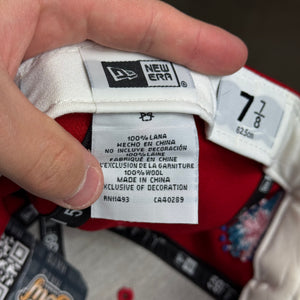 NEW ERA
7 7/8
62.5cm
100% LANA
HECHO EN CHINA
NO INCLUYE DECORACIÓN
100% LAINE
FABRIQUÉ EN CHINE
L'EXCLUSION DE LA GARNITURE
100% WOOL
MADE IN CHINA
EXCLUSIVE OF DECORATION
RN11493 CA40289